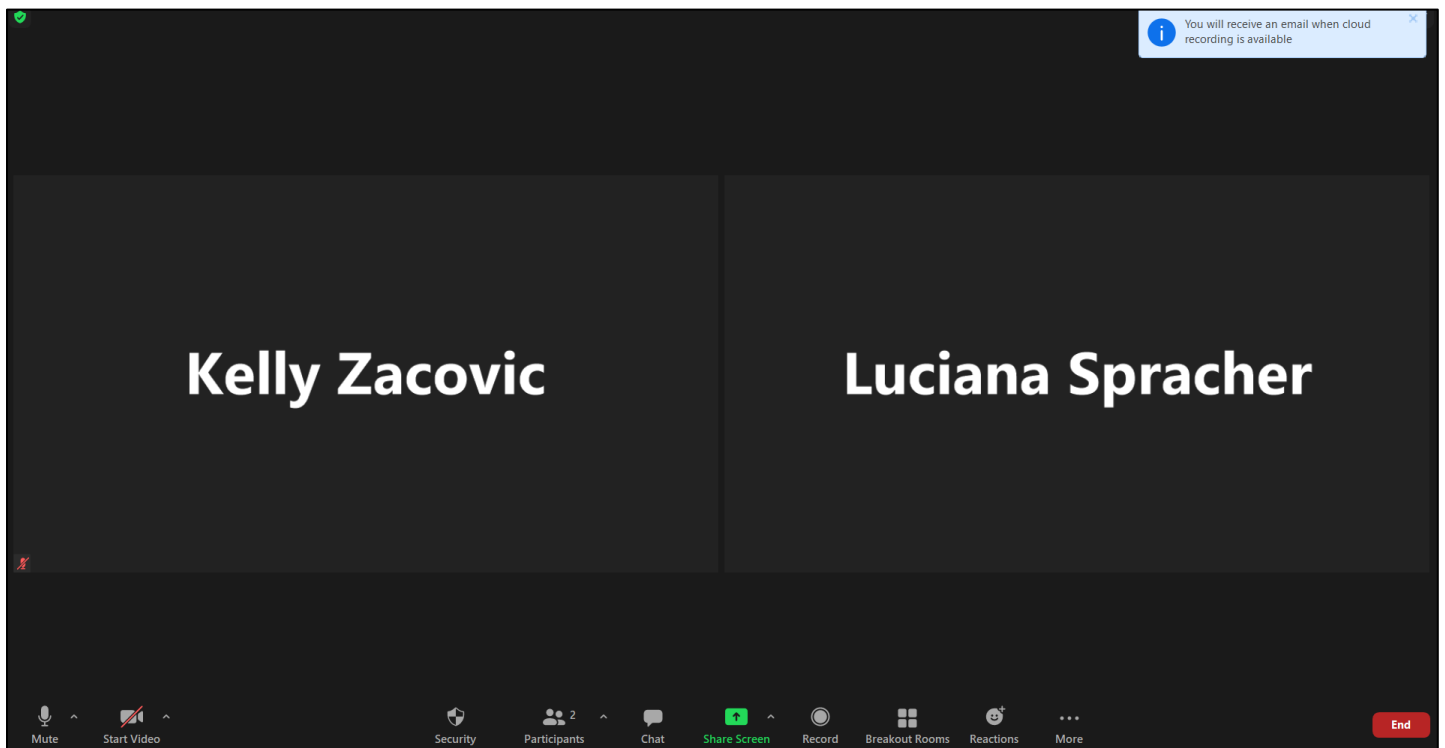 You will receive an email when cloud
recording is available
Kelly Zacovic
Luciana Spracher
Mute
Start Video
Security
Participants
2
Chat
Share Screen
Record
Breakout Rooms
Reactions
More
End